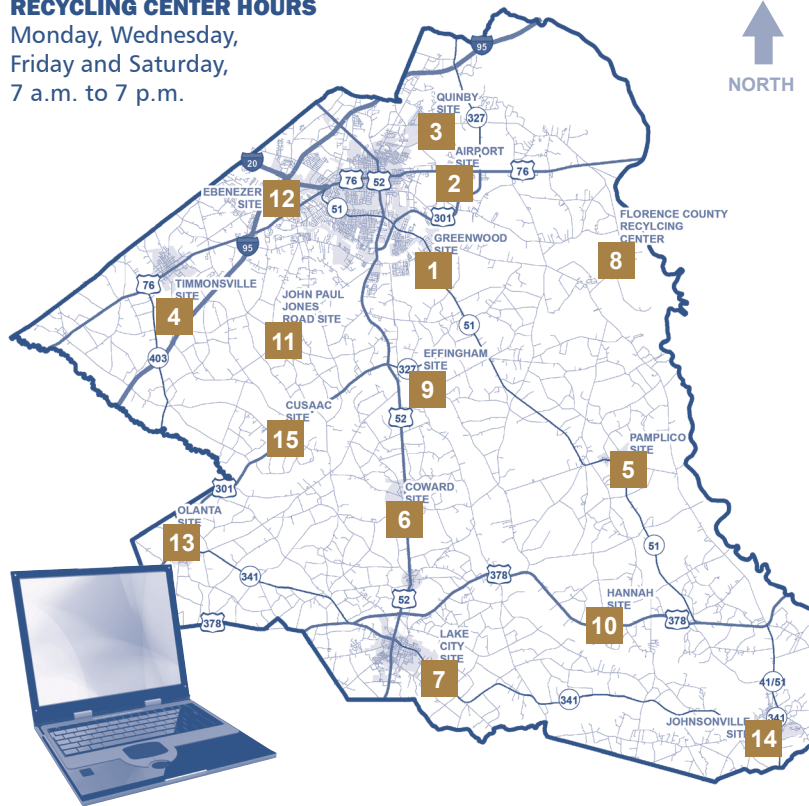 RECYCLING CENTER HOURS
Monday, Wednesday,
Friday and Saturday,
7 a.m. to 7 p.m.
NORTH
95
QUINBY
SITE
3
327
AIRPORT
SITE
2
76
20
76
52
EBENEZER
SITE
12
51
301
FLORENCE COUNTY
RECYLCING
CENTER
8
95
GREENWOOD
SITE
1
76
TIMMONSVILLE
SITE
4
JOHN PAUL
JONES
ROAD SITE
11
51
403
EFFINGHAM
SITE
327
9
52
CUSAAC
SITE
15
PAMPLICO
SITE
5
301
COWARD
SITE
6
OLANTA
SITE
13
51
341
378
52
HANNAH
SITE
10
378
378
LAKE
CITY
SITE
7
341
41/51
341
JOHNSONVILLE
SITE
14